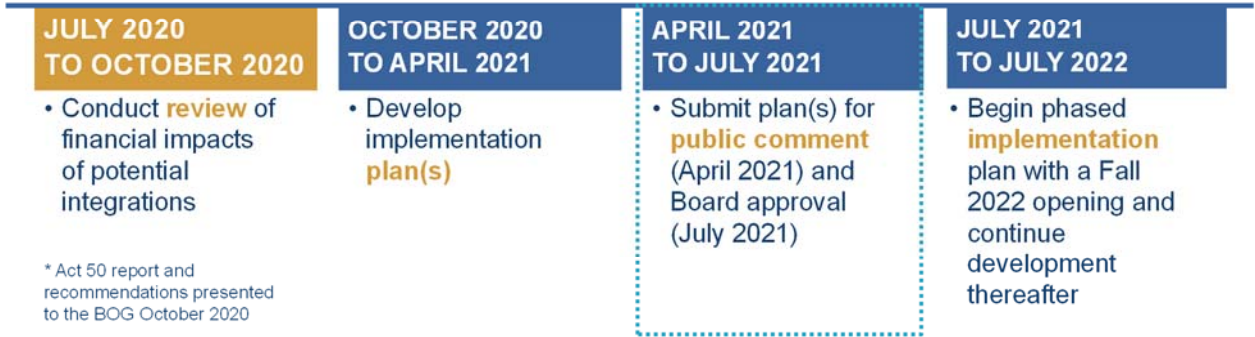 JULY 2020
TO OCTOBER 2020
• Conduct review of
financial impacts
of potential
integrations
* Act 50 report and
recommendations presented
to the BOG October 2020
OCTOBER 2020
TO APRIL 2021
• Develop
implementation
plan(s)
APRIL 2021
TO JULY 2021
• Submit plan(s) for
public comment
(April 2021) and
Board approval
(July 2021)
JULY 2021
TO JULY 2022
• Begin phased
implementation
plan with a Fall
2022 opening and
continue
development
thereafter